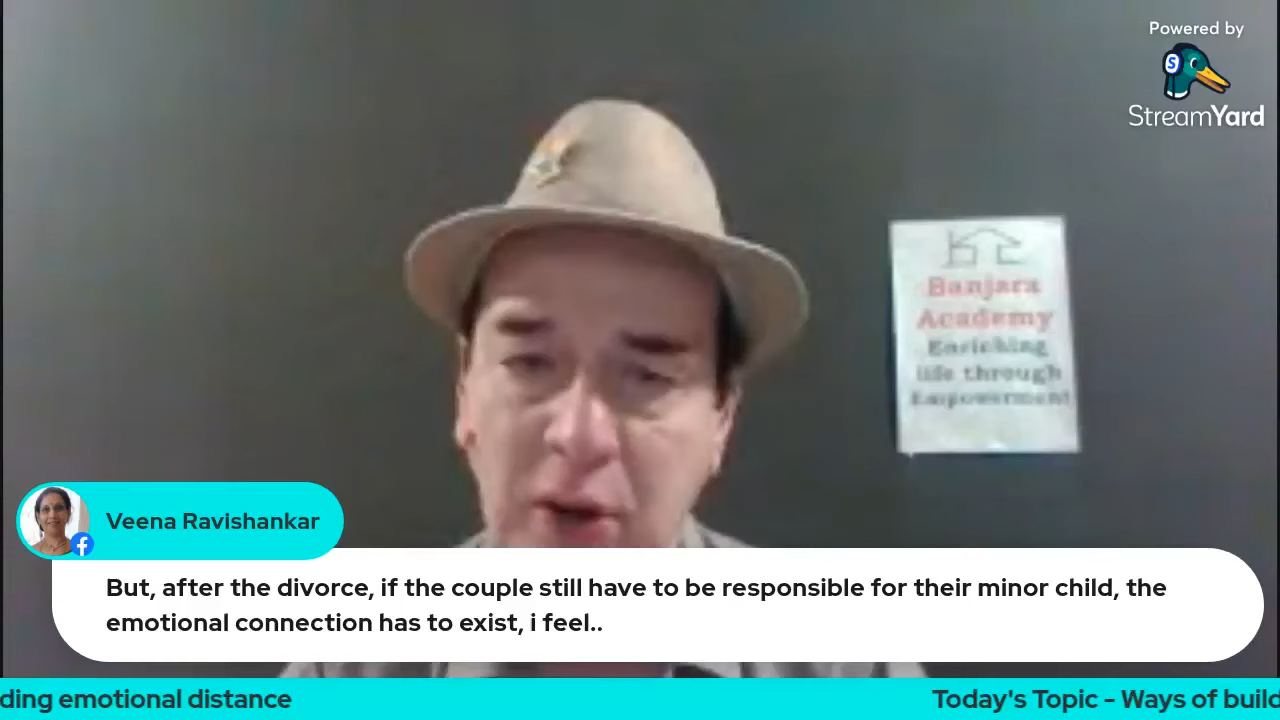 Powered by
StreamYard
Banjara
Academy
Enriching
life through
Empowerment
Veena Ravishankar
But, after the divorce, if the couple still have to be responsible for their minor child, the
emotional connection has to exist, i feel..
ding emotional distance
Today's Topic - Ways of build